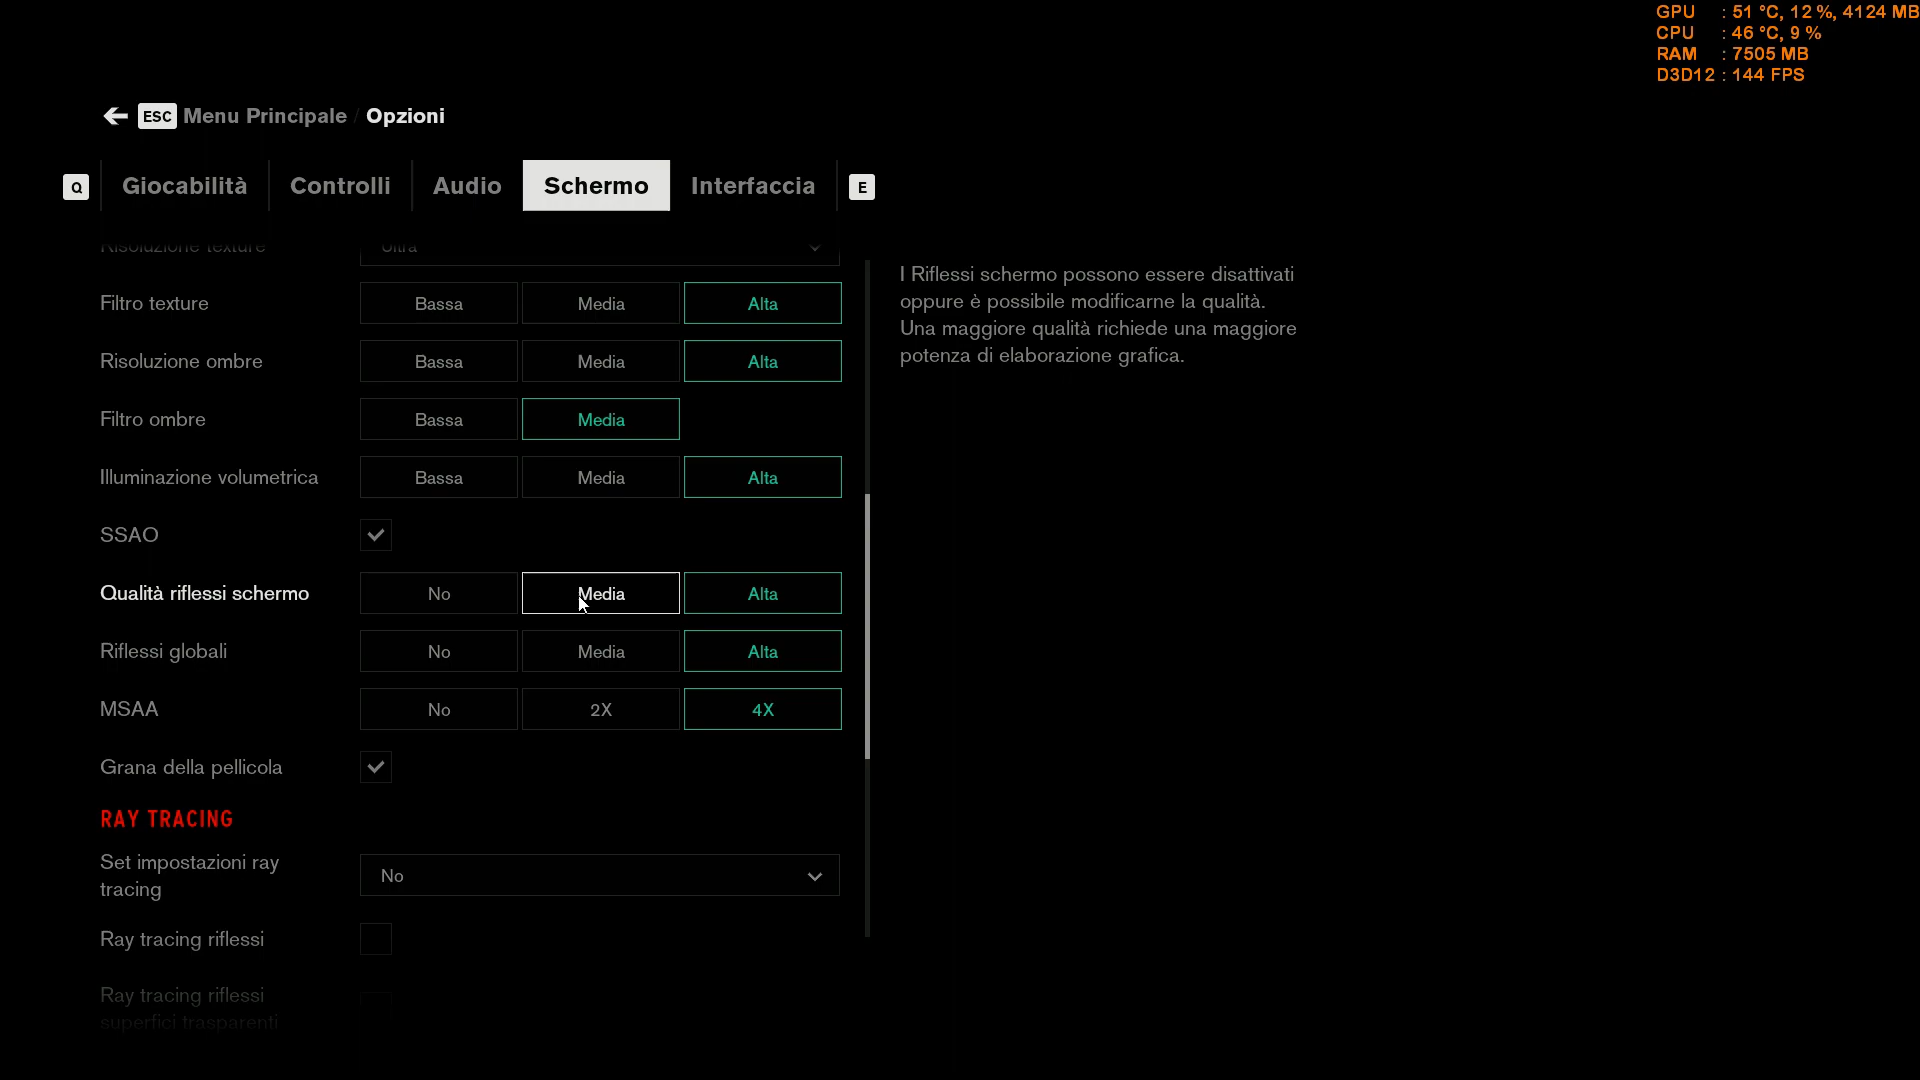 GPU : 51 °C, 12 %, 4124 MB
CPU : 46 °C, 9 %
RAM : 7505 MB
D3D12 : 144 FPS
ESC Menu Principale / Opzioni
Q Giocabilità Controlli Audio Schermo Interfaccia E
Risoluzione texture Ultra
Filtro texture Bassa Media Alta
Risoluzione ombre Bassa Media Alta
Filtro ombre Bassa Media
Illuminazione volumetrica Bassa Media Alta
SSAO
Qualità riflessi schermo No Media Alta
Riflessi globali No Media Alta
MSAA No 2X 4X
Grana della pellicola
RAY TRACING
Set impostazioni ray
tracing
No
Ray tracing riflessi
Ray tracing riflessi
superfici trasparenti
I Riflessi schermo possono essere disattivati
oppure è possibile modificarne la qualità.
Una maggiore qualità richiede una maggiore
potenza di elaborazione grafica.